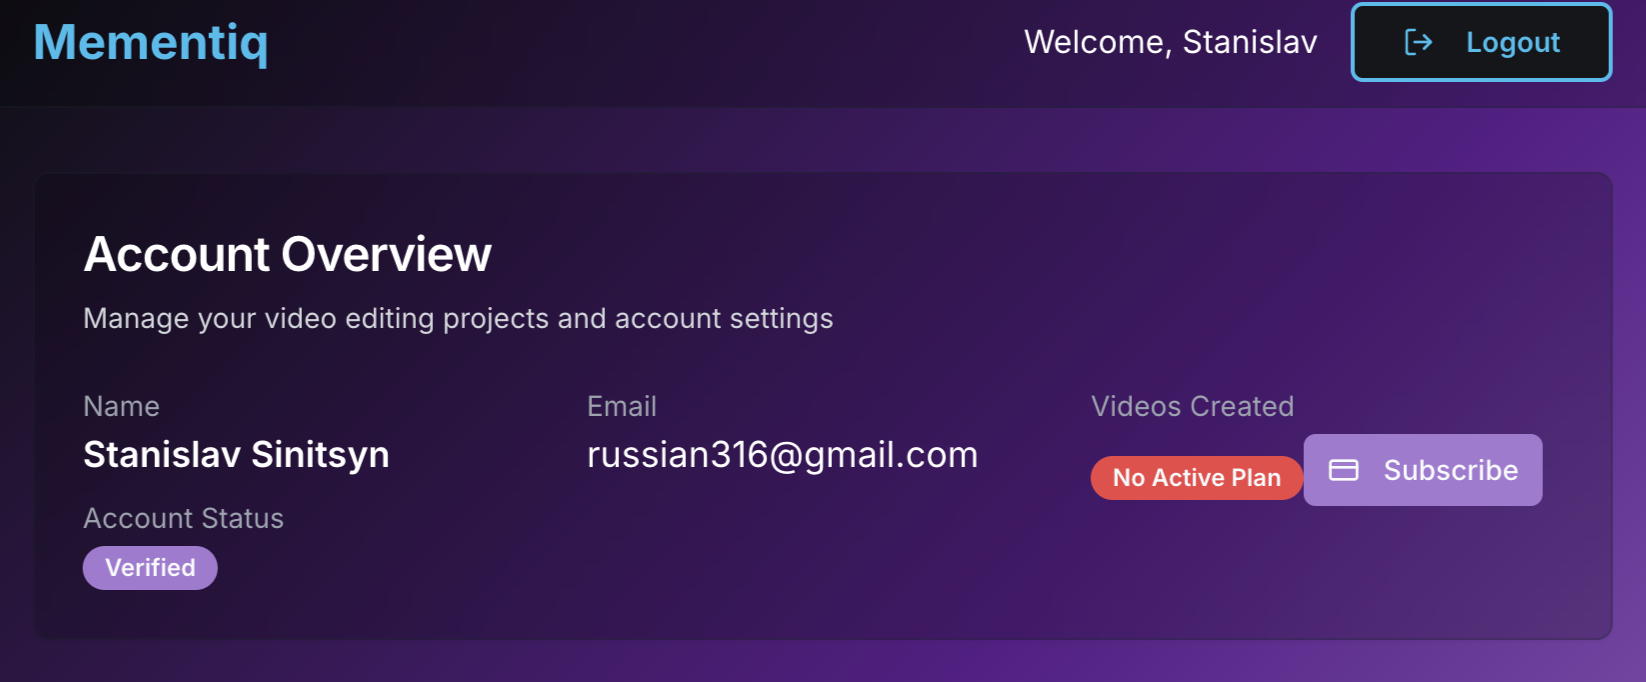 Mementiq
Welcome, Stanislav
Logout
Account Overview
Manage your video editing projects and account settings
Name
Stanislav Sinitsyn
Email
russian316@gmail.com
Videos Created
No Active Plan
Subscribe
Account Status
Verified